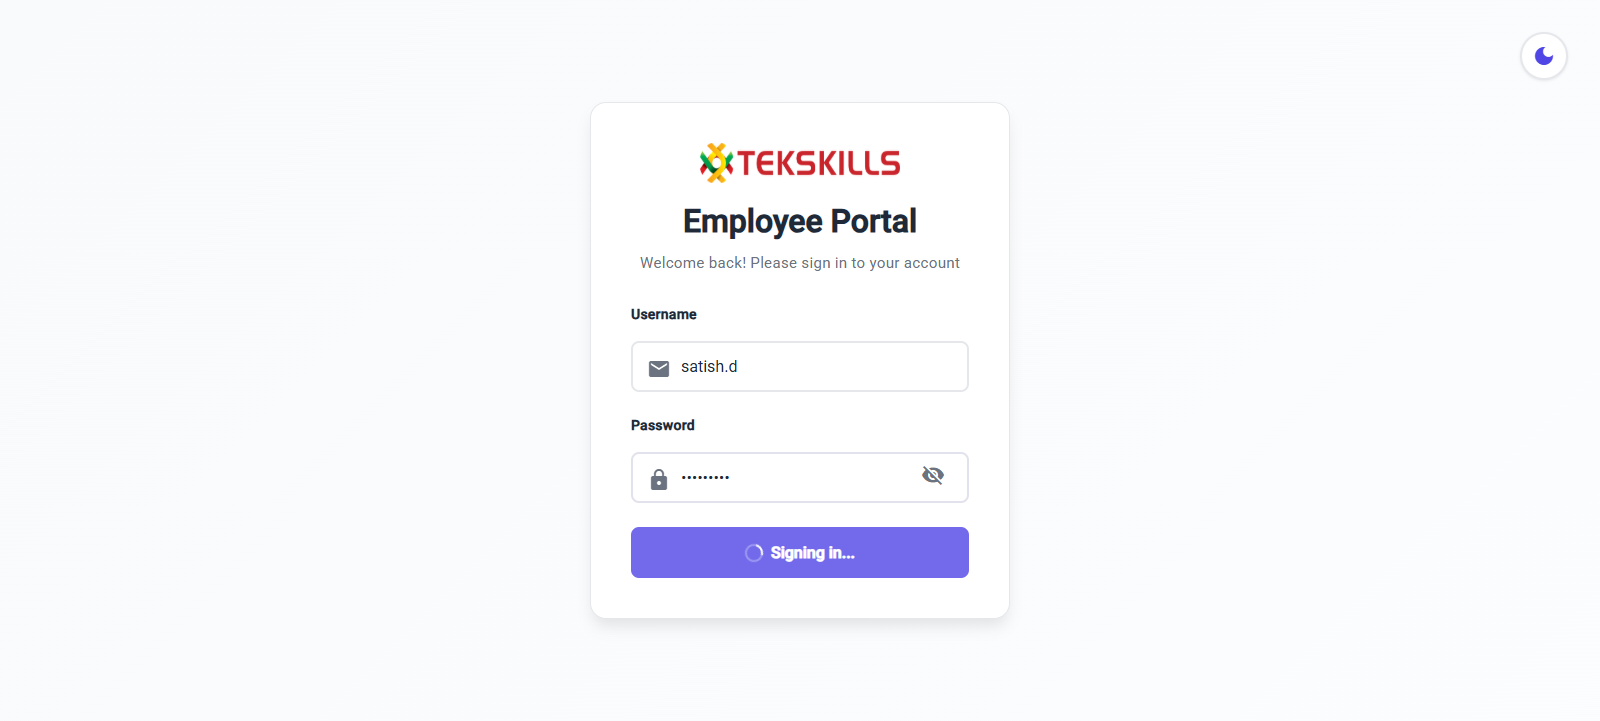 TEKSKILLS
Employee Portal
Welcome back! Please sign in to your account
Username
satish.d
Password
•••••••••
Signing in...